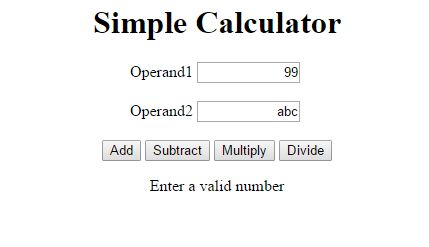 Simple Calculator
Operand1 99
Operand2 abc
Add Subtract Multiply Divide
Enter a valid number